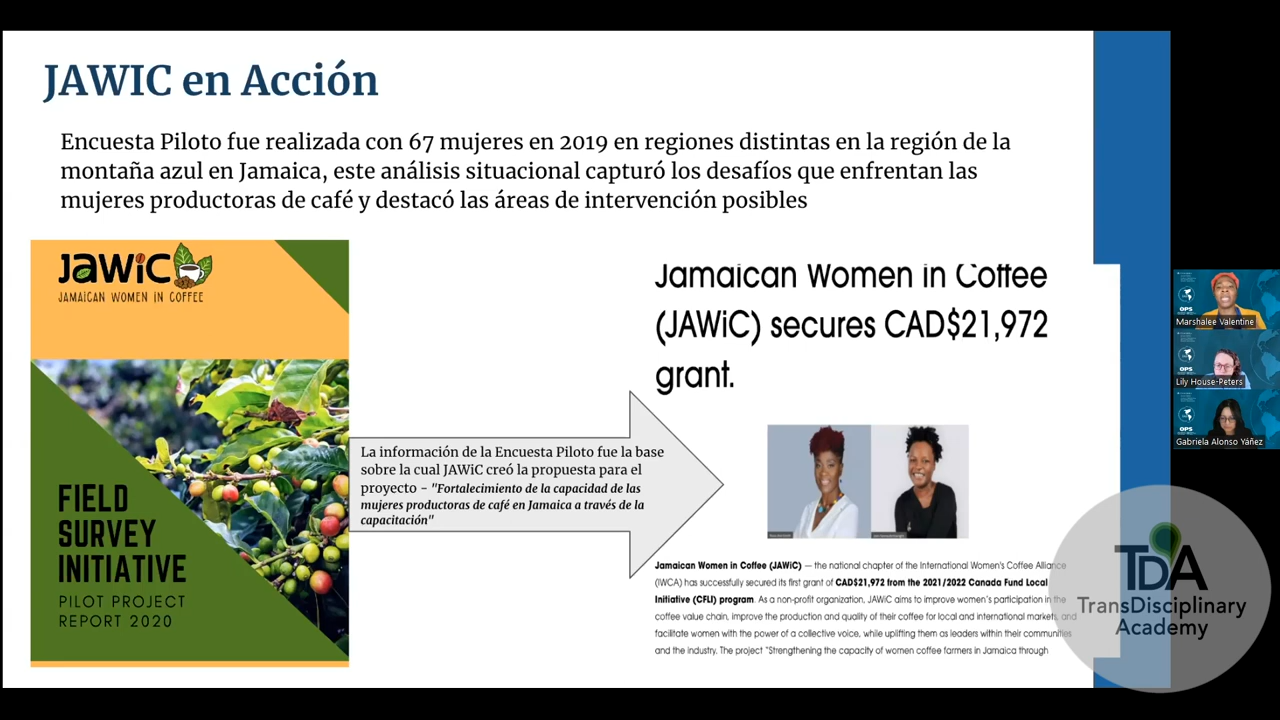 JAWIC en Acción
Encuesta Piloto fue realizada con 67 mujeres en 2019 en regiones distintas en la región de la
montaña azul en Jamaica, este análisis situacional capturó los desafíos que enfrentan las
mujeres productoras de café y destacó las áreas de intervención posibles
JaWiC
JAMAICAN WOMEN IN COFFEE
FIELD
SURVEY
INITIATIVE
PILOT PROJECT
REPORT 2020
La información de la Encuesta Piloto fue la base
sobre la cual JAWiC creó la propuesta para el
proyecto - "Fortalecimiento de la capacidad de las
mujeres productoras de café en Jamaica a través de la
capacitación"
Jamaican Women in Coffee
(JAWiC) secures CAD$21,972
grant.
Jamaican Women in Coffee (JAWiC) — the national chapter of the International Women's Coffee Alliance
(IWCA) has successfully secured its first grant of CAD$21,972 from the 2021/2022 Canada Fund Local
Initiative (CFLI) program. As a non-profit organization, JAWiC aims to improve women's participation in the
coffee value chain, improve the production and quality of their coffee for local and international markets, and
facilitate women with the power of a collective voice, while uplifting them as leaders within their communities
and the industry. The project "Strengthening the capacity of women coffee farmers in Jamaica through
OPS
Marshalee Valentine
OPS
Lily House-Peters
OPS
Gabriela Alonso Yáñez
TDA
TransDisciplinary
Academy